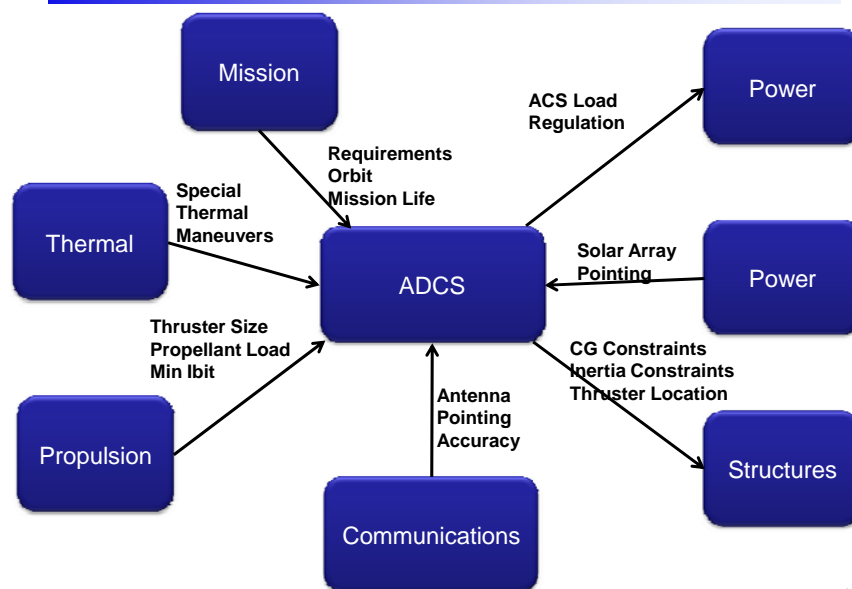 Mission
Power
ACS Load
Regulation
Requirements
Orbit
Mission Life
Special
Thermal
Maneuvers
Thermal
ADCS
Solar Array
Pointing
Power
Thruster Size
Propellant Load
Min Ibit
CG Constraints
Inertia Constraints
Thruster Location
Antenna
Pointing
Accuracy
Propulsion
Structures
Communications